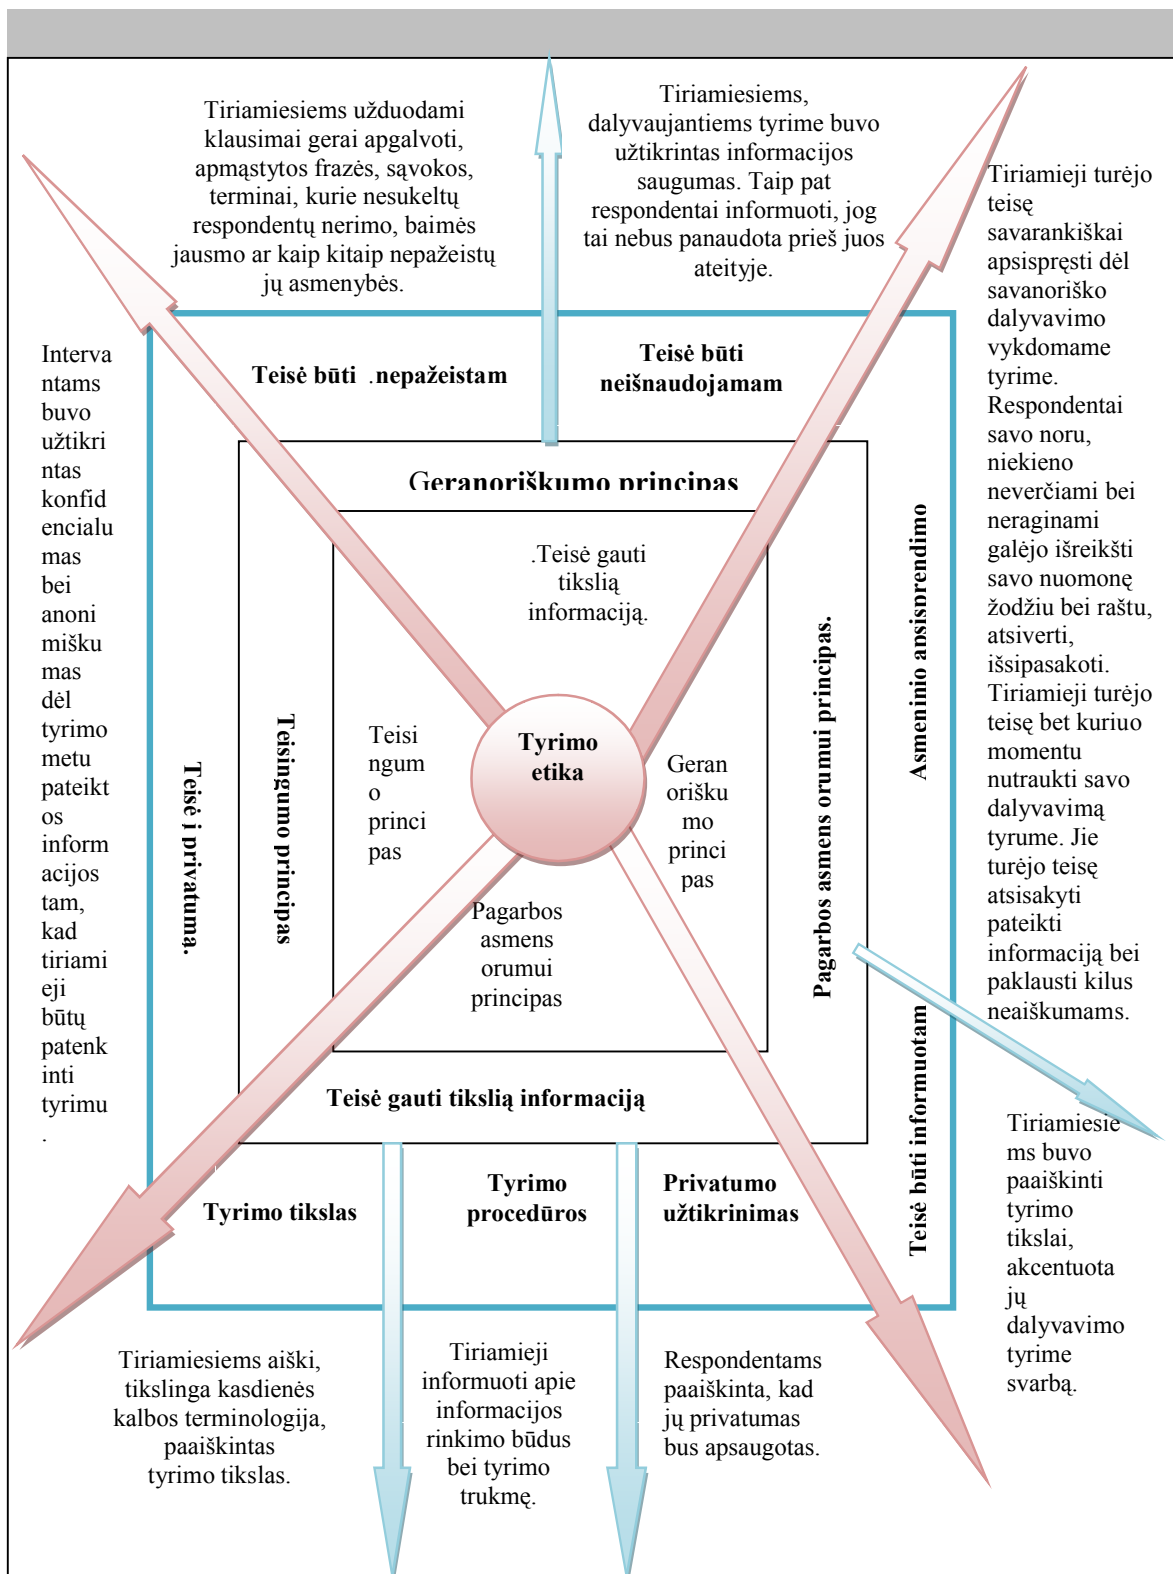 Tiriamiesiems užduodami
klausimai gerai apgalvoti,
apmąstytos frazės, sąvokos,
terminai, kurie nesukeltų
respondentų nerimo, baimės
jausmo ar kaip kitaip nepažeistų
jų asmenybės.
Tiriamiesiems,
dalyvaujantiems tyrime buvo
užtikrintas informacijos
saugumas. Taip pat
respondentai informuoti, jog
tai nebus panaudota prieš juos
ateityje.
Tiriamieji turėjo
teisę
savarankiškai
apsispręsti dėl
savanoriško
dalyvavimo
vykdomame
tyrime.
Respondentai
savo noru,
niekieno
neverčiami bei
neraginami
galėjo išreikšti
savo nuomonę
žodžiu bei raštu,
atsiverti,
išsipasakoti.
Tiriamieji turėjo
teisę bet kuriuo
momentu
nutraukti savo
dalyvavimą
tyrume. Jie
turėjo teisę
atsisakyti
pateikti
informaciją bei
paklausti kilus
neaiškumams.
Interva
ntams
buvo
užtikri
ntas
konfid
encialu
mas
bei
anoni
mišku
mas
dėl
tyrimo
metu
pateikt
os
inform
acijos
tam,
kad
tiriami
eji
būtų
patenk
inti
tyrimu
.
Teisė būti .nepažeistam
Teisė būti
neišnaudojamam
Geranoriškumo principas
.Teisė gauti
tikslią
informaciją.
Teisė į privatumą.
Teisingumo principas
Teisi
ngum
o
princi
pas
Tyrimo
etika
Geran
orišku
mo
princi
pas
Pagarbos asmens orumui principas.
Asmeninio apsisprendimo
Pagarbos
asmens
orumui
principas
Teisė būti informuotam
Teisė gauti tikslią informaciją
Tyrimo tikslas
Tyrimo
procedūros
Privatumo
užtikrinimas
Tiriamiesie
ms buvo
paaiškinti
tyrimo
tikslai,
akcentuota
jų
dalyvavimo
tyrime
svarbą.
Tiriamiesiems aiški,
tikslinga kasdienės
kalbos terminologija,
paaiškintas
tyrimo tikslas.
Tiriamieji
informuoti apie
informacijos
rinkimo būdus
bei tyrimo
trukmę.
Respondentams
paaiškinta, kad
jų privatumas
bus apsaugotas.